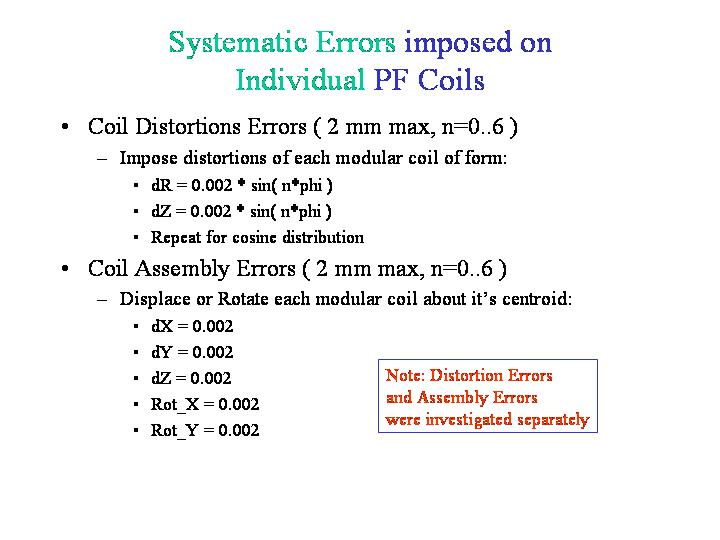 Systematic Errors imposed on
Individual PF Coils
• Coil Distortions Errors ( 2 mm max, n=0..6 )
– Impose distortions of each modular coil of form:
• dR = 0.002 * sin( n*phi )
• dZ = 0.002 * sin( n*phi )
• Repeat for cosine distribution
• Coil Assembly Errors ( 2 mm max, n=0..6 )
– Displace or Rotate each modular coil about it’s centroid:
• dX = 0.002
• dY = 0.002
• dZ = 0.002
• Rot_X = 0.002
• Rot_Y = 0.002
Note: Distortion Errors
and Assembly Errors
were investigated separately